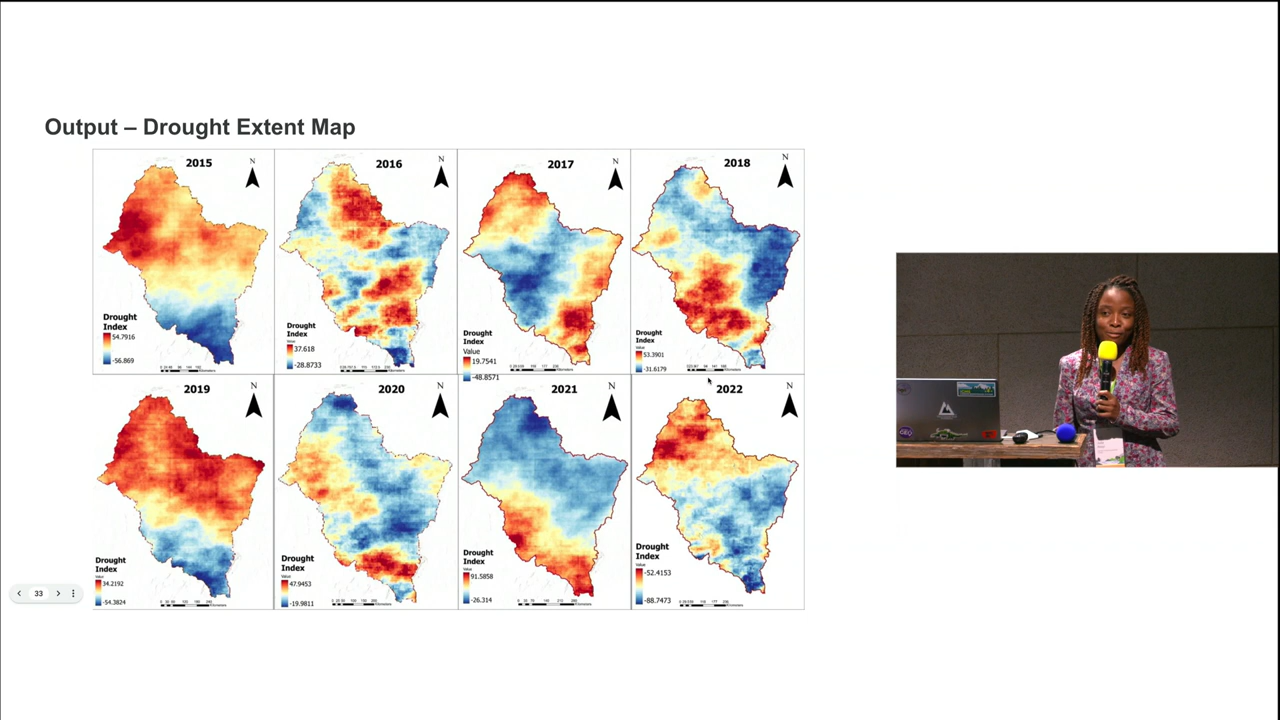 Output – Drought Extent Map
2015
N
Drought
Index
54.7916
-56.869
2016
N
Drought
Index
Value
37.618
-28.8733
2017
N
Drought
Index
Value
19.7541
-48.8571
2018
N
Drought
Index
Value
53.3901
-31.6179
2019
N
Drought
Index
Value
34.2192
-54.3824
2020
N
Drought
Index
Value
47.9453
-19.9811
2021
N
Drought
Index
Value
91.5858
-26.314
2022
N
Drought
Index
Value
-52.4153
-88.7473
33
GEO